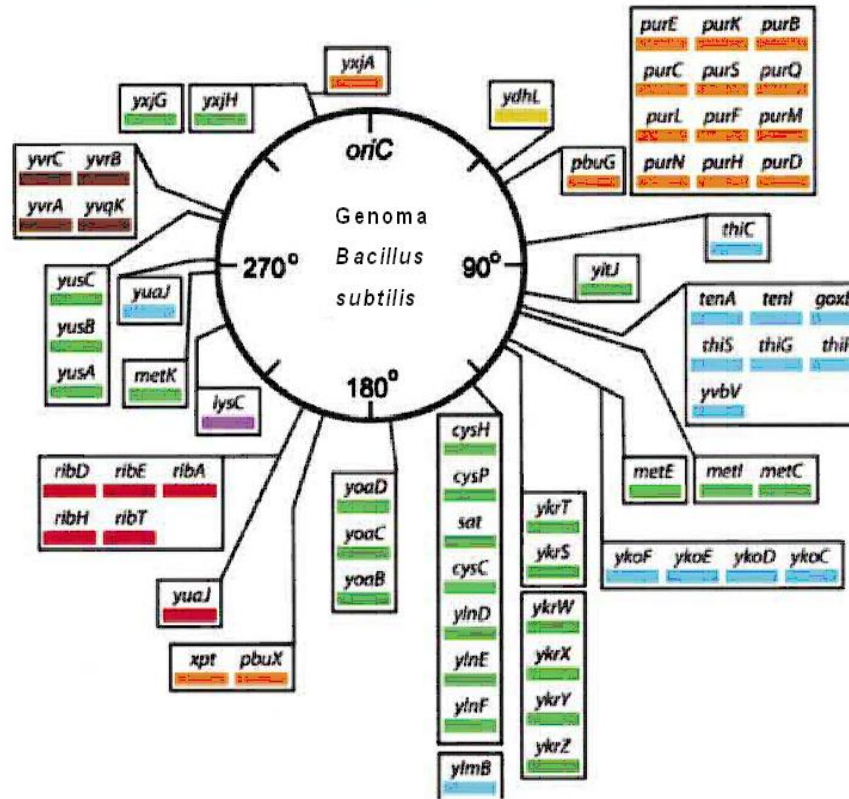 yxjA
yxjG yxjH
ydhL
pbuG
purE purK purB
purC purS purQ
purL purF purM
purN purH purD
yvrC yvrB
yvrA yvqK
oriC
Genoma
Bacillus
subtilis
270°
90°
180°
thiC
yitJ
yusC
yusB
yusA
yuaJ
metK
lysC
tenA tenI
thiS thiG
yvbV
metE
metI metC
ribD ribE ribA
ribH ribT
yuaJ
xpt pbuX
yoaD
yoaC
yoaB
cysH
cysP
sat
cysC
ylnD
ylnE
ylnF
ylmB
ykrT
ykrS
ykrW
ykrX
ykrY
ykrZ
ykoF ykoE ykoD ykoC